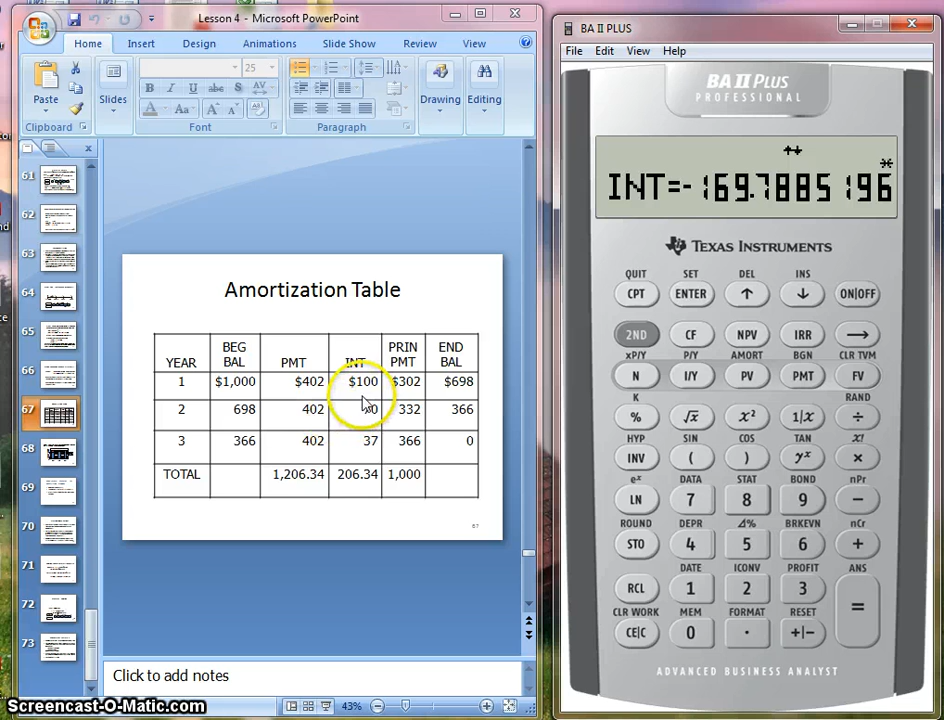 Lesson 4 - Microsoft PowerPoint
Home Insert Design Slide Show Animations Review View
25
Paste
Slides
Drawing
Editing
Clipboard
Font
Paragraph
61
62
63
64
65
66
67
68
69
70
71
72
73
Amortization Table
YEAR BEG BAL PMT INT PRIN PMT END BAL
1 $1,000 $402 $100 $302 $698
2 698 402 0 332 366
3 366 402 37 366 0
TOTAL 1,206.34 206.34 1,000
67
Click to add notes
43%
Screencast-O-Matic.com
BA II PLUS
File Edit View Help
BA II Plus
PROFESSIONAL
INT=-169.7885196
TEXAS INSTRUMENTS
QUIT SET DEL INS
CPT ENTER ↑ ↓ ON|OFF
2ND CF NPV IRR →
xP/Y P/Y AMORT BGN CLR TVM
N I/Y PV PMT FV
K RAND
% √x x² 1/x ÷
HYP SIN COS TAN x!
INV ( ) yˣ ×
eˣ DATA STAT BOND nPr
LN 7 8 9 −
ROUND DEPR Δ% BRKEVN nCr
STO 4 5 6 +
DATE ICONV PROFIT ANS
RCL 1 2 3 =
CLR WORK MEM FORMAT RESET
CE|C 0 . +|−
ADVANCED BUSINESS ANALYST